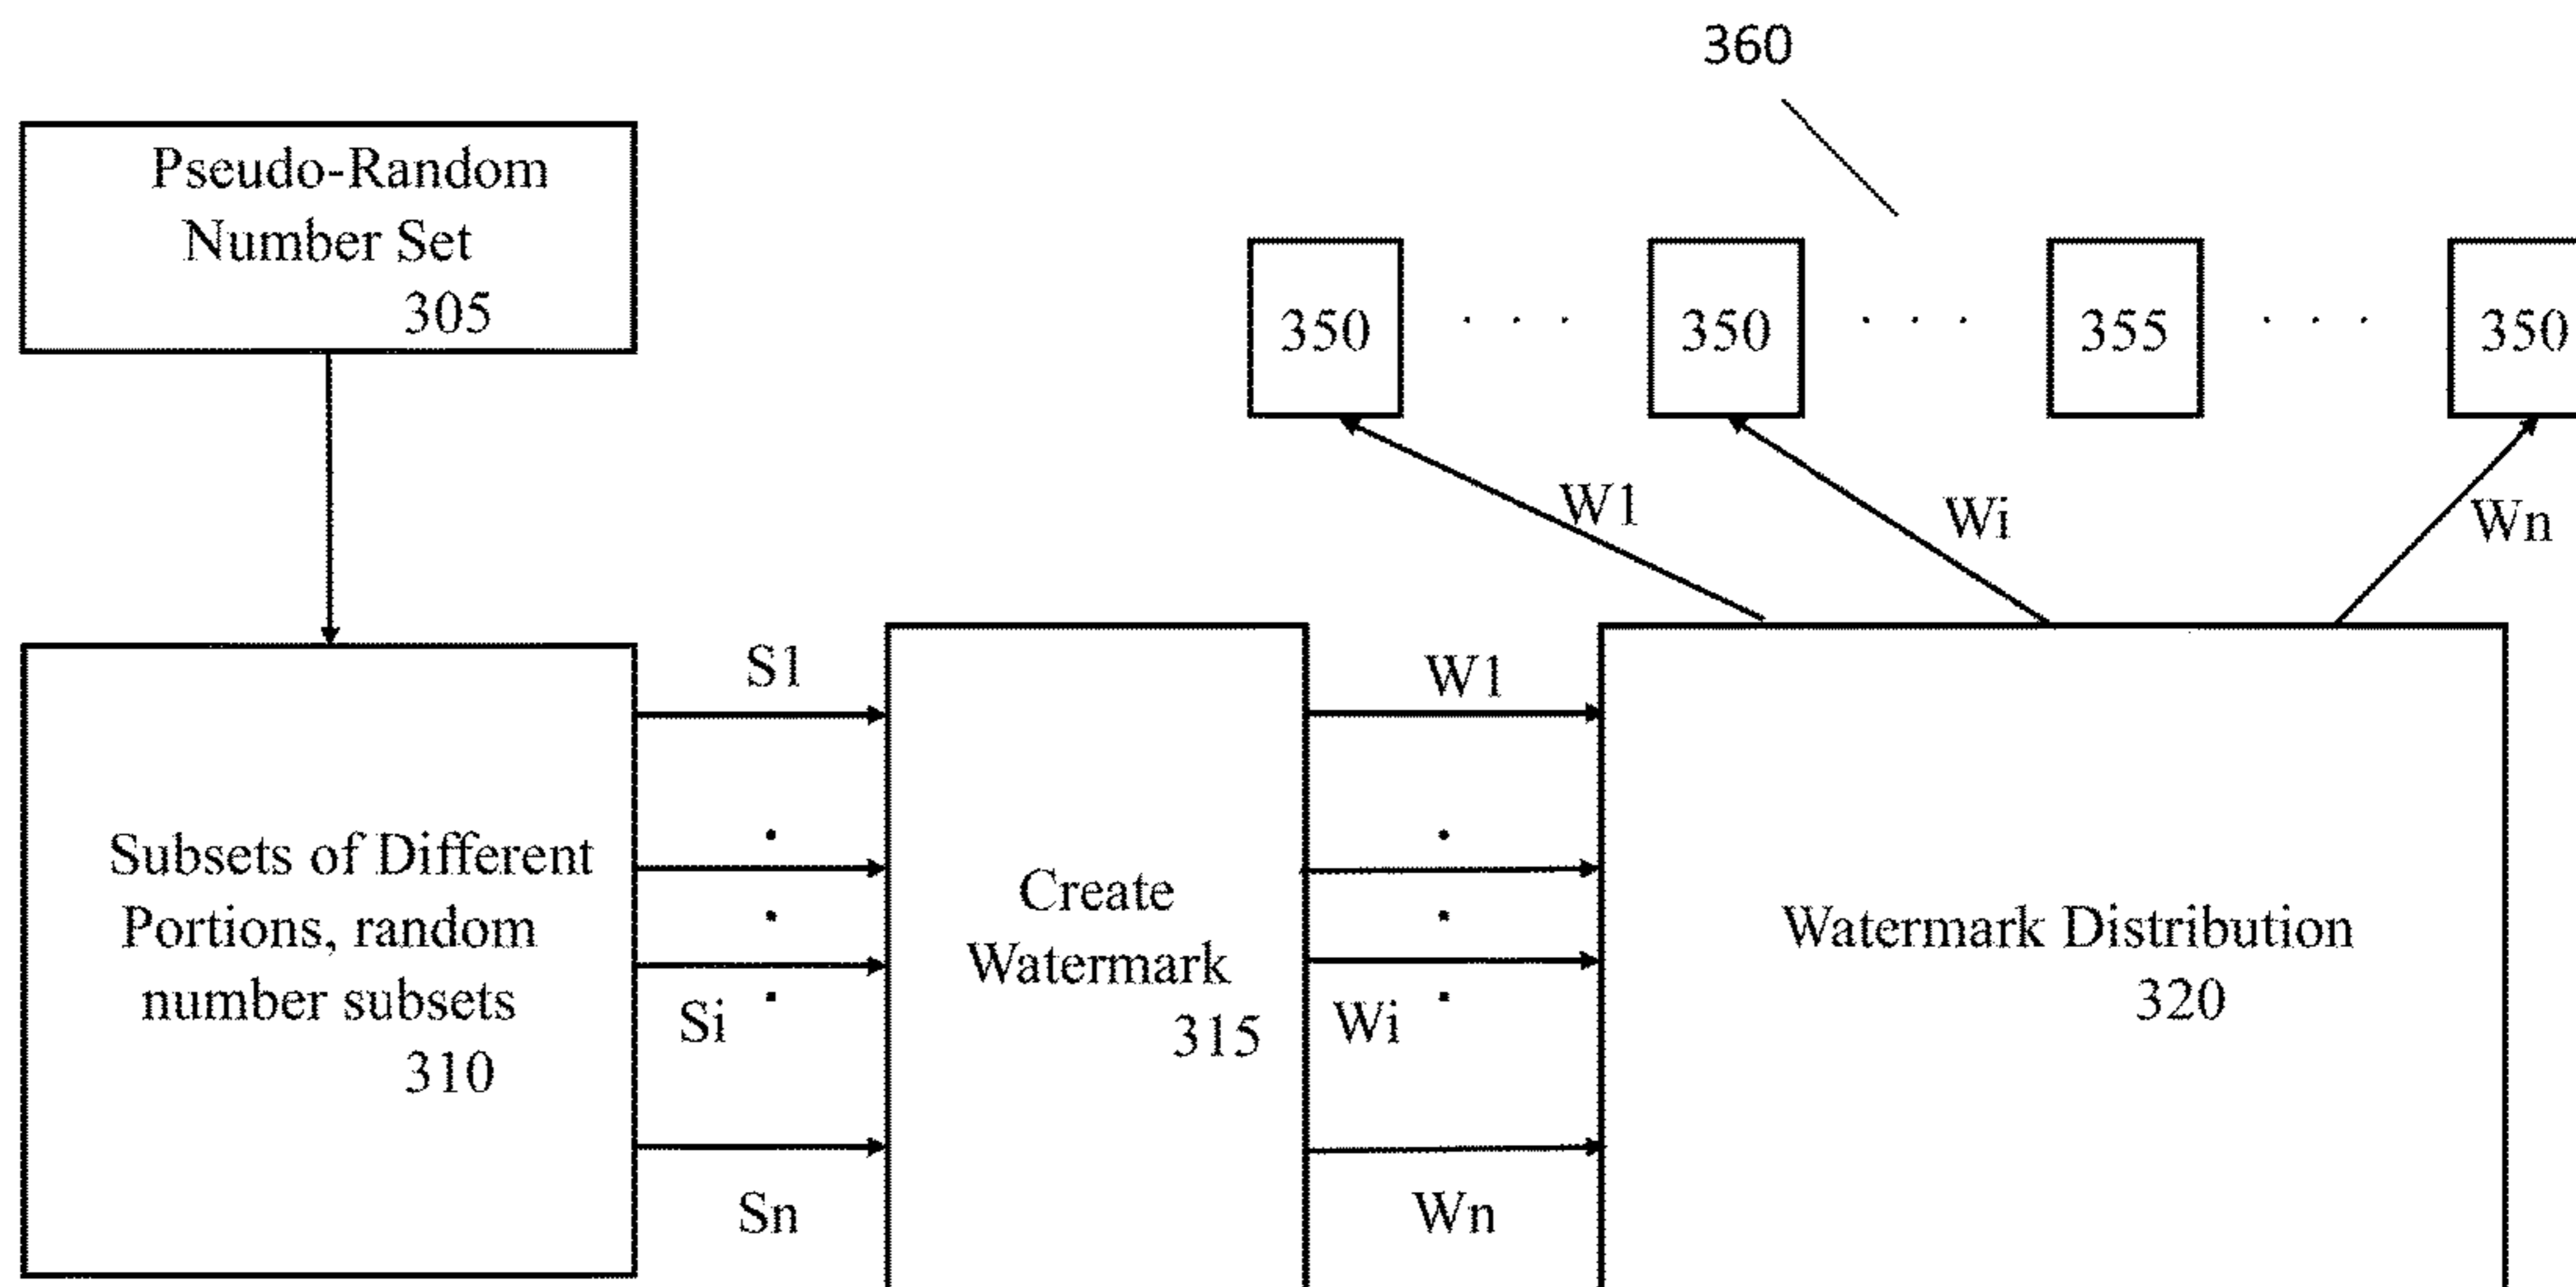 360
Pseudo-Random
Number Set
305
350 . . . 350 . . . 355 . . . 350
W1
Wi
Wn
S1
Si
Sn
W1
Wi
Wn
Subsets of Different
Portions, random
number subsets
310
Create
Watermark
315
Watermark Distribution
320